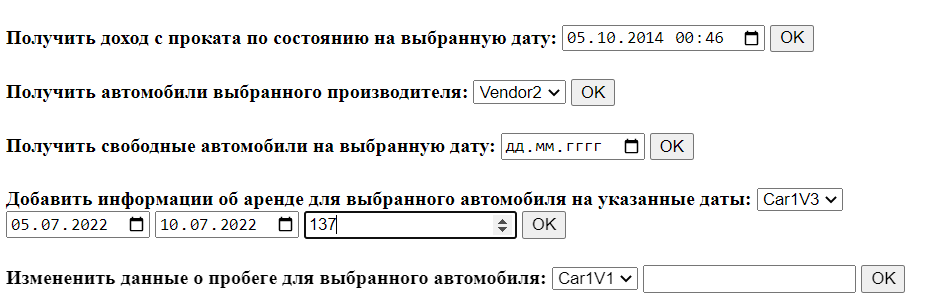 Получить доход с проката по состоянию на выбранную дату: 05.10.2014 00:46 OK
Получить автомобили выбранного производителя: Vendor2 OK
Получить свободные автомобили на выбранную дату: дд.мм.гггг OK
Добавить информации об аренде для выбранного автомобиля на указанные даты: Car1V3
05.07.2022 10.07.2022 137 OK
Измененить данные о пробеге для выбранного автомобиля: Car1V1 OK